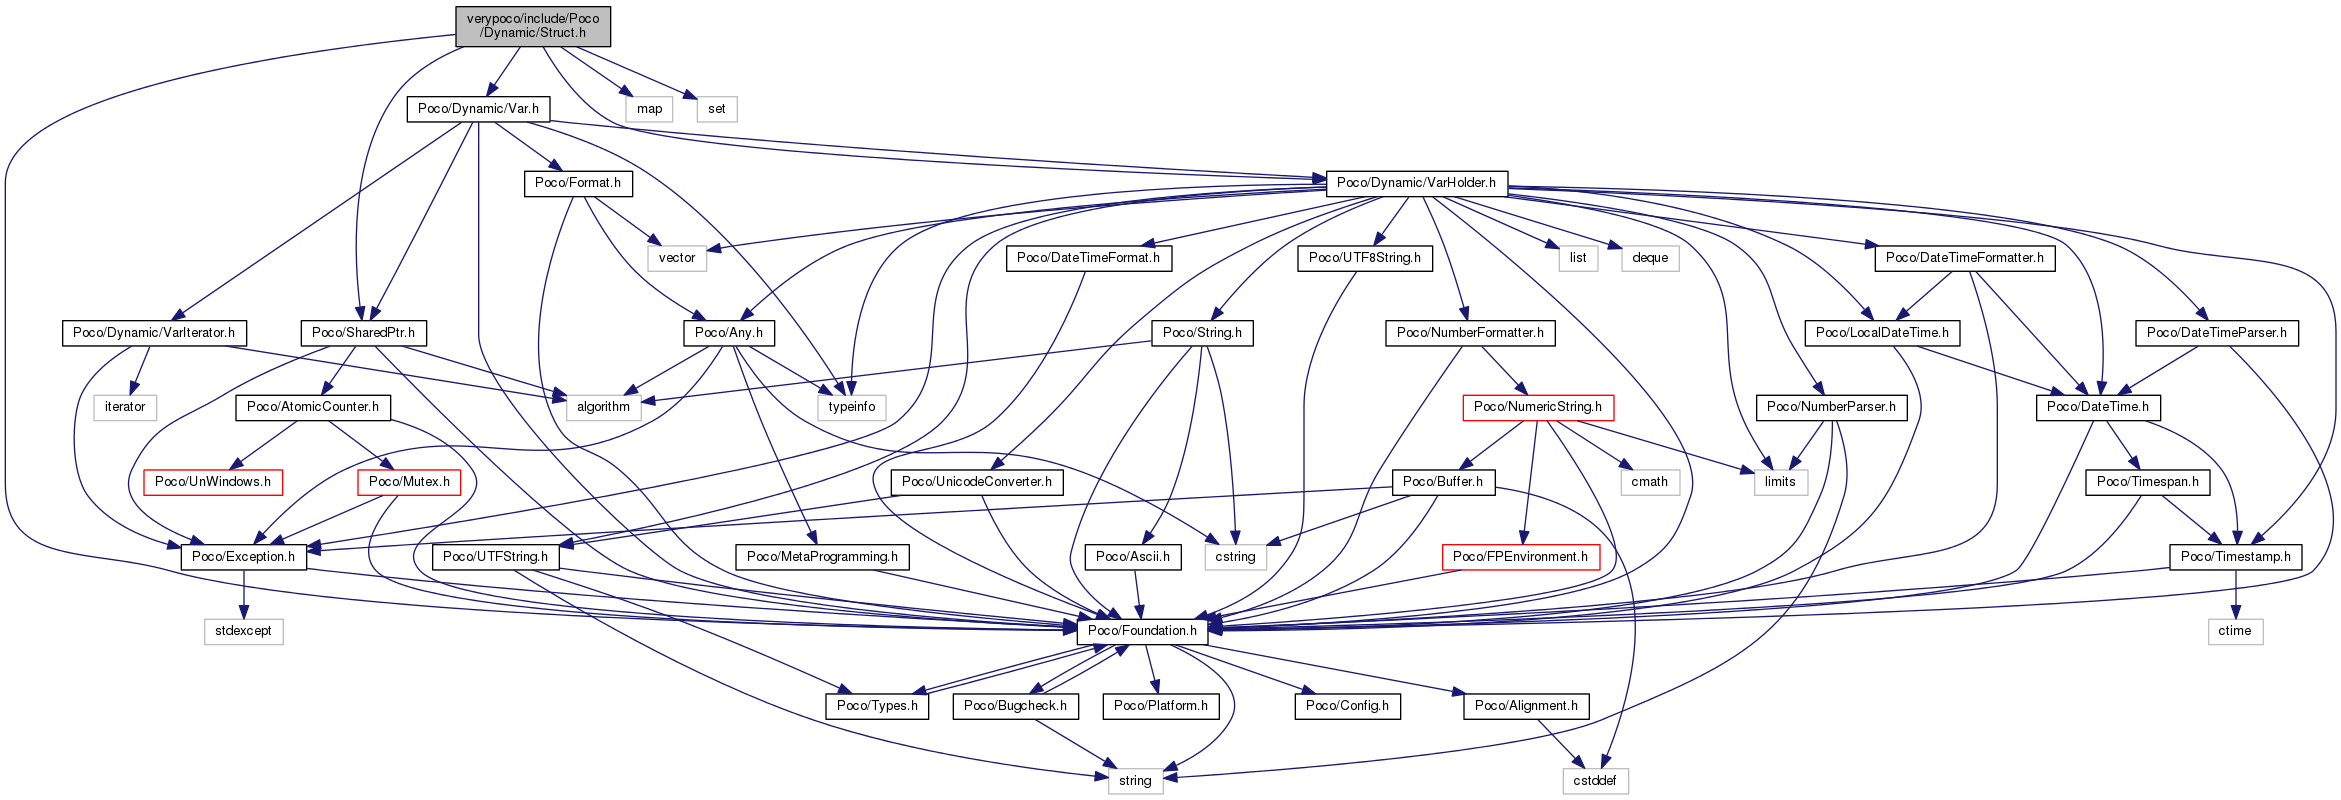 verypoco/include/Poco
/Dynamic/Struct.h
Poco/Dynamic/Var.h
map
set
Poco/Format.h
Poco/Dynamic/VarHolder.h
vector
Poco/DateTimeFormat.h
Poco/UTF8String.h
list
deque
Poco/DateTimeFormatter.h
Poco/Dynamic/VarIterator.h
Poco/SharedPtr.h
Poco/Any.h
Poco/String.h
Poco/NumberFormatter.h
Poco/LocalDateTime.h
Poco/DateTimeParser.h
iterator
Poco/AtomicCounter.h
algorithm
typeinfo
Poco/NumericString.h
Poco/NumberParser.h
Poco/DateTime.h
Poco/UnWindows.h
Poco/Mutex.h
Poco/UnicodeConverter.h
Poco/Buffer.h
cmath
limits
Poco/Timespan.h
Poco/Exception.h
Poco/UTFString.h
Poco/MetaProgramming.h
Poco/Ascii.h
cstring
Poco/FPEnvironment.h
Poco/Timestamp.h
stdexcept
Poco/Foundation.h
ctime
Poco/Types.h
Poco/Bugcheck.h
Poco/Platform.h
Poco/Config.h
Poco/Alignment.h
string
cstddef